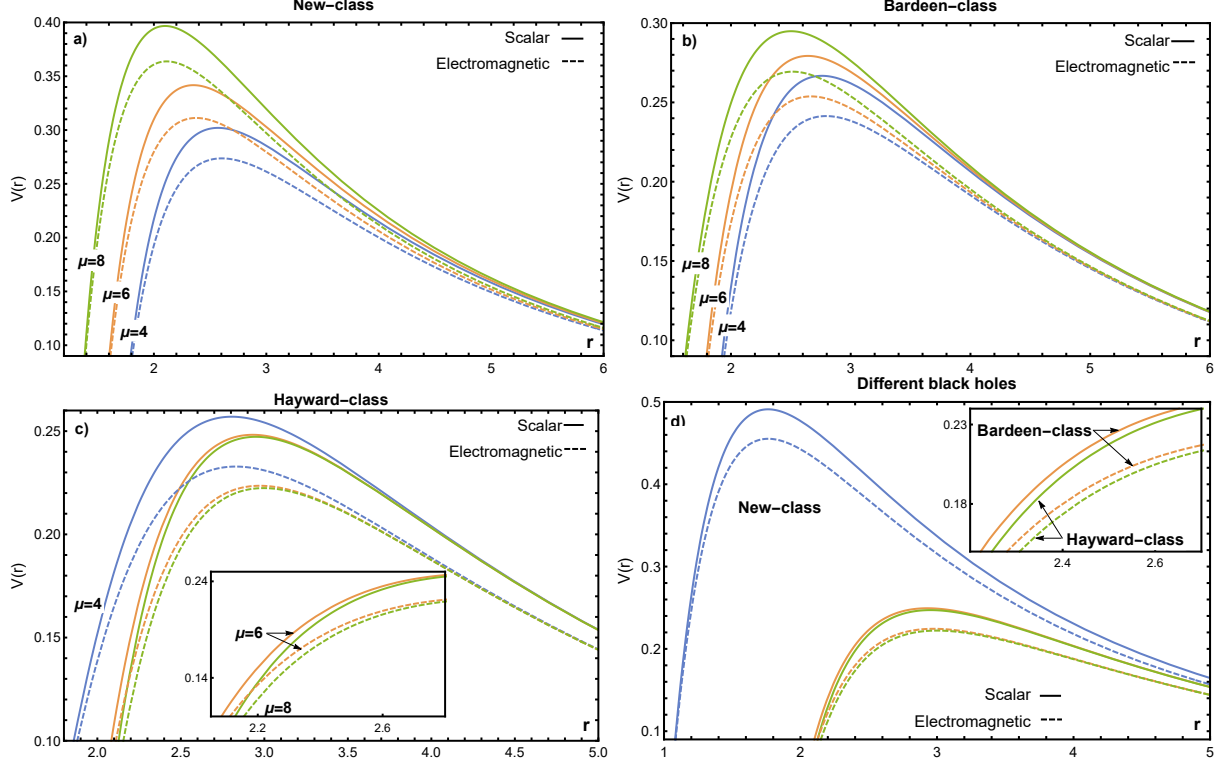 New−class
a)
Scalar
Electromagnetic
μ=8
μ=6
μ=4
V(r)
r
0.40
0.35
0.30
0.25
0.20
0.15
0.10
2
3
4
5
6
Bardeen−class
b)
Scalar
Electromagnetic
μ=8
μ=6
μ=4
V(r)
r
0.30
0.25
0.20
0.15
0.10
2
3
4
5
6
Hayward−class
c)
Scalar
Electromagnetic
μ=4
V(r)
r
0.25
0.20
0.15
0.10
2.0
2.5
3.0
3.5
4.0
4.5
5.0
0.24
0.14
μ=6
μ=8
2.2
2.6
Different black holes
d)
New−class
Scalar
Electromagnetic
V(r)
r
0.5
0.4
0.3
0.2
0.1
1
2
3
4
5
0.23
0.18
Bardeen−class
Hayward−class
2.4
2.6